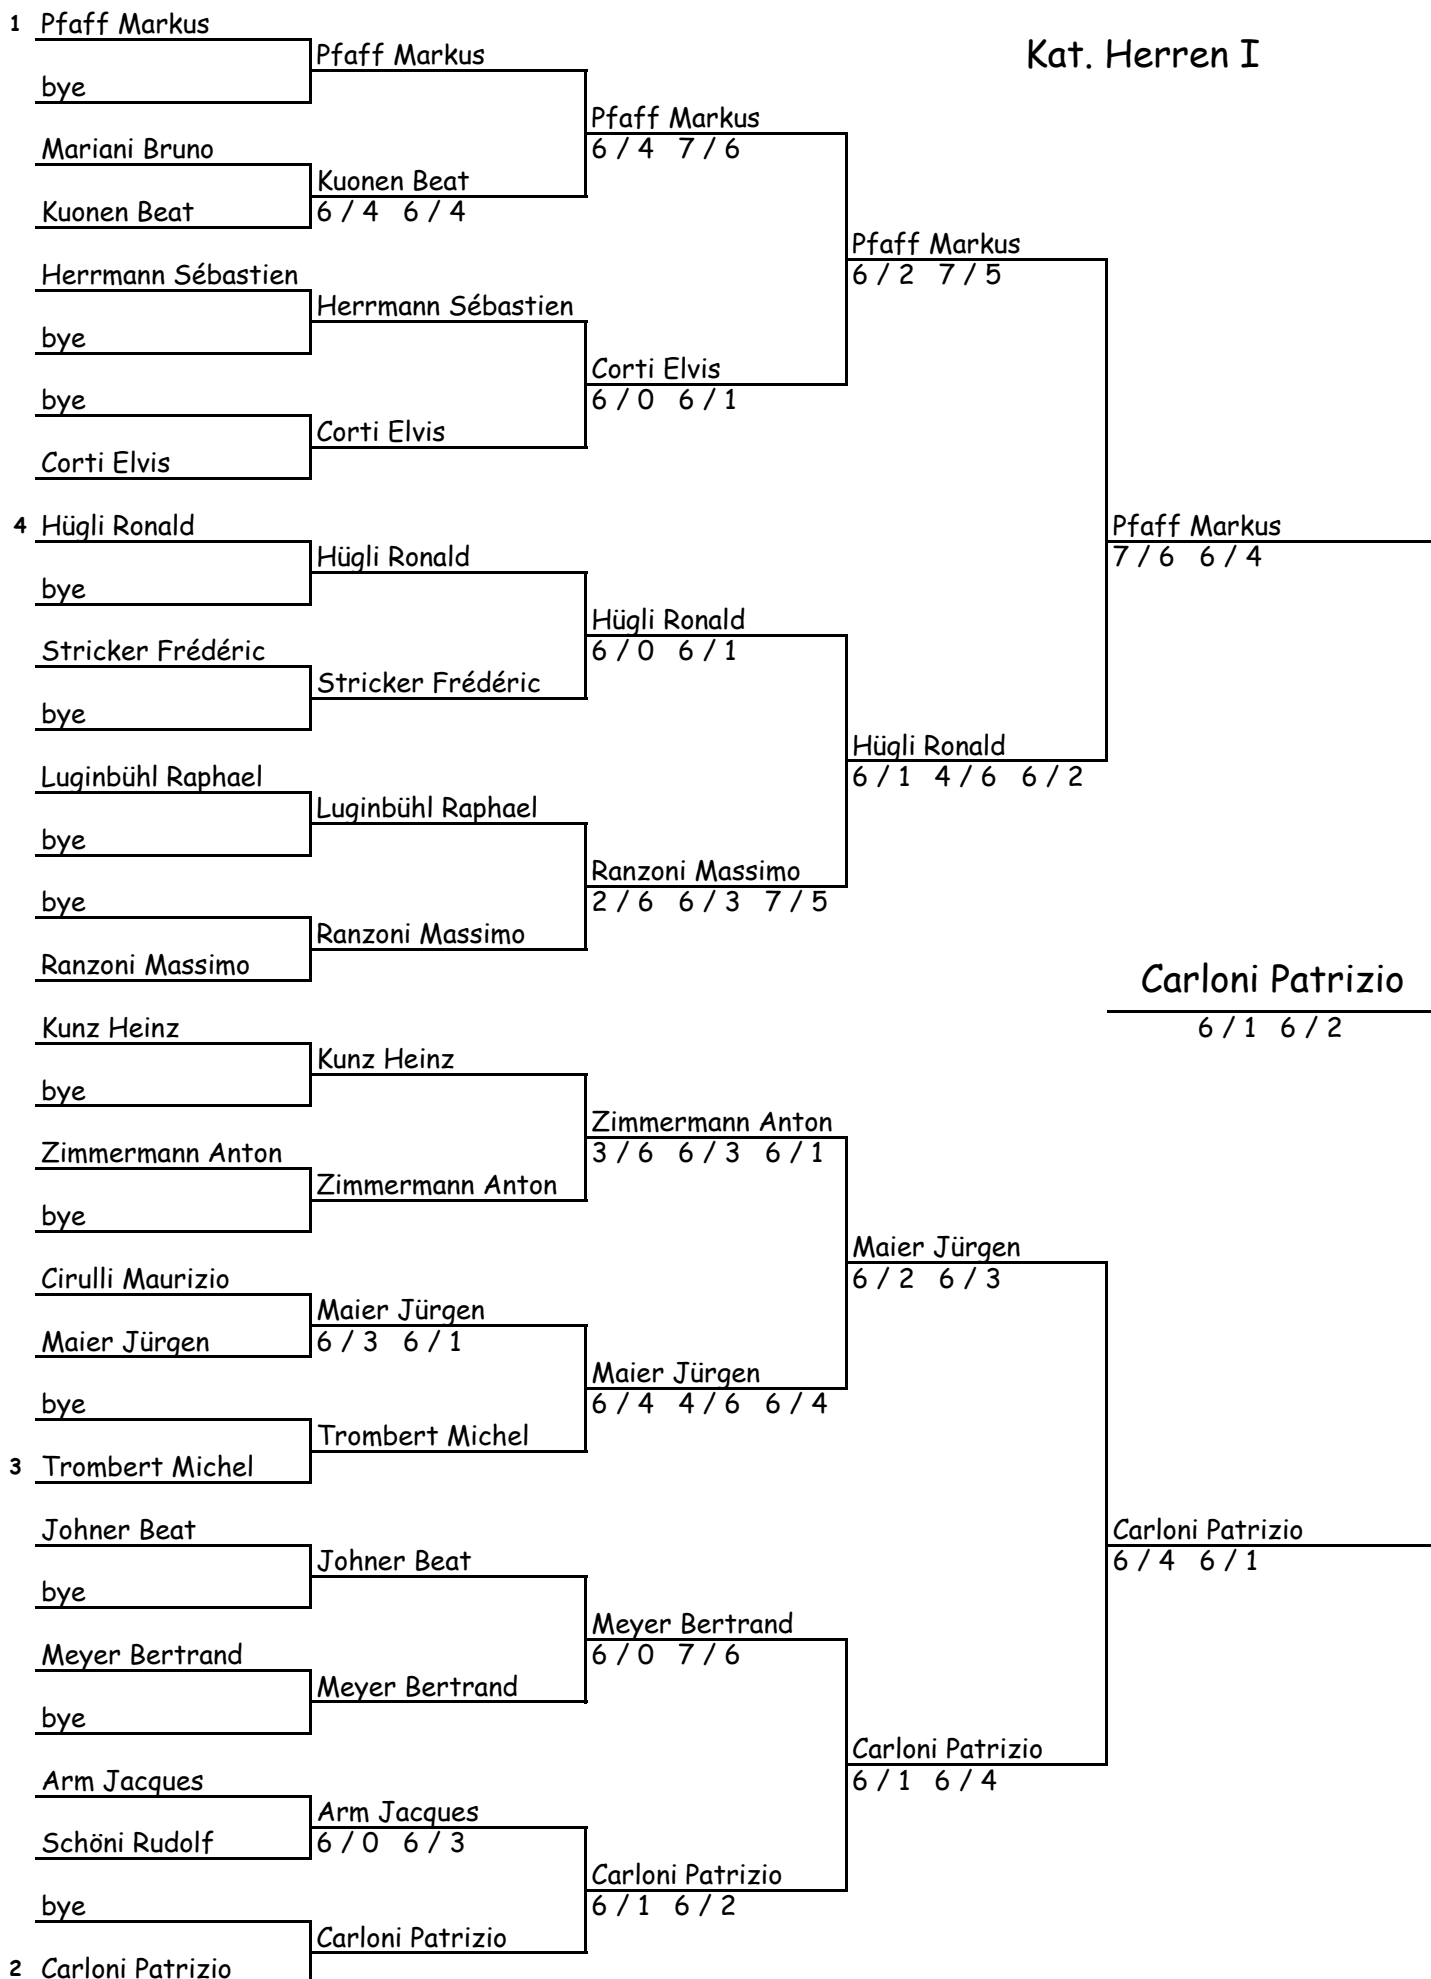 1 Pfaff Markus
Pfaff Markus
Kat. Herren I
bye
Pfaff Markus
6 / 4 7 / 6
Mariani Bruno
Kuonen Beat
Kuonen Beat
6 / 4 6 / 4
Pfaff Markus
6 / 2 7 / 5
Herrmann Sébastien
Herrmann Sébastien
bye
Corti Elvis
6 / 0 6 / 1
bye
Corti Elvis
Corti Elvis
4 Hügli Ronald
Pfaff Markus
7 / 6 6 / 4
Hügli Ronald
bye
Hügli Ronald
6 / 0 6 / 1
Stricker Frédéric
Stricker Frédéric
bye
Hügli Ronald
6 / 1 4 / 6 6 / 2
Luginbühl Raphael
Luginbühl Raphael
bye
Ranzoni Massimo
2 / 6 6 / 3 7 / 5
bye
Ranzoni Massimo
Ranzoni Massimo
Carloni Patrizio
6 / 1 6 / 2
Kunz Heinz
Kunz Heinz
bye
Zimmermann Anton
3 / 6 6 / 3 6 / 1
Zimmermann Anton
Zimmermann Anton
bye
Maier Jürgen
6 / 2 6 / 3
Cirulli Maurizio
Maier Jürgen
Maier Jürgen
6 / 3 6 / 1
Maier Jürgen
6 / 4 4 / 6 6 / 4
bye
Trombert Michel
3 Trombert Michel
Johner Beat
Carloni Patrizio
6 / 4 6 / 1
Johner Beat
bye
Meyer Bertrand
6 / 0 7 / 6
Meyer Bertrand
Meyer Bertrand
bye
Carloni Patrizio
6 / 1 6 / 4
Arm Jacques
Arm Jacques
Schöni Rudolf
6 / 0 6 / 3
Carloni Patrizio
6 / 1 6 / 2
bye
Carloni Patrizio
2 Carloni Patrizio